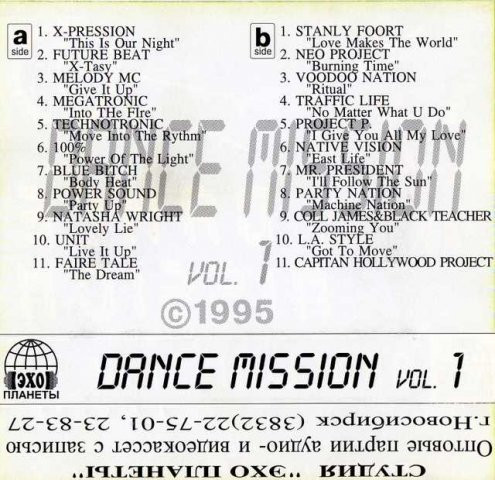 a
side
1. X-PRESSION
"This Is Our Night"
2. FUTURE BEAT
"X-Tasy"
3. MELODY MC
"Give It Up"
4. MEGATRONIC
"Into THe FIre"
5. TECHNOTRONIC
"Move Into The Rythm"
6. 100%
"Power Of The Light"
7. BLUE BITCH
"Body Heat"
8. POWER SOUND
"Party Up"
9. NATASHA WRIGHT
"Lovely Lie"
10. UNIT
"Live It Up"
11. FAIRE TALE
"The Dream"
b
side
1. STANLY FOORT
"Love Makes The World"
2. NEO PROJECT
"Burning Time"
3. VOODOO NATION
"Ritual"
4. TRAFFIC LIFE
"No Matter What U Do"
5. PROJECT P.
"I Give You All My Love"
6. NATIVE VISION
"East Life"
7. MR. PRESIDENT
"I'll Follow The Sun"
8. PARTY NATION
"Machine Nation"
9. COLL JAMES&BLACK TEACHER
"Zooming You"
10. L.A. STYLE
"Got To Move"
11. CAPITAN HOLLYWOOD PROJECT
DANCE MISSION
VOL. 1
©1995
ЭХО
ПЛАНЕТЫ
DANCE MISSION VOL. 1
СТУДИЯ "ЭХО ПЛАНЕТЫ"
Оптовые партии аудио- и видеокассет с записью
г.Новосибирск (3832)22-75-01, 23-83-27